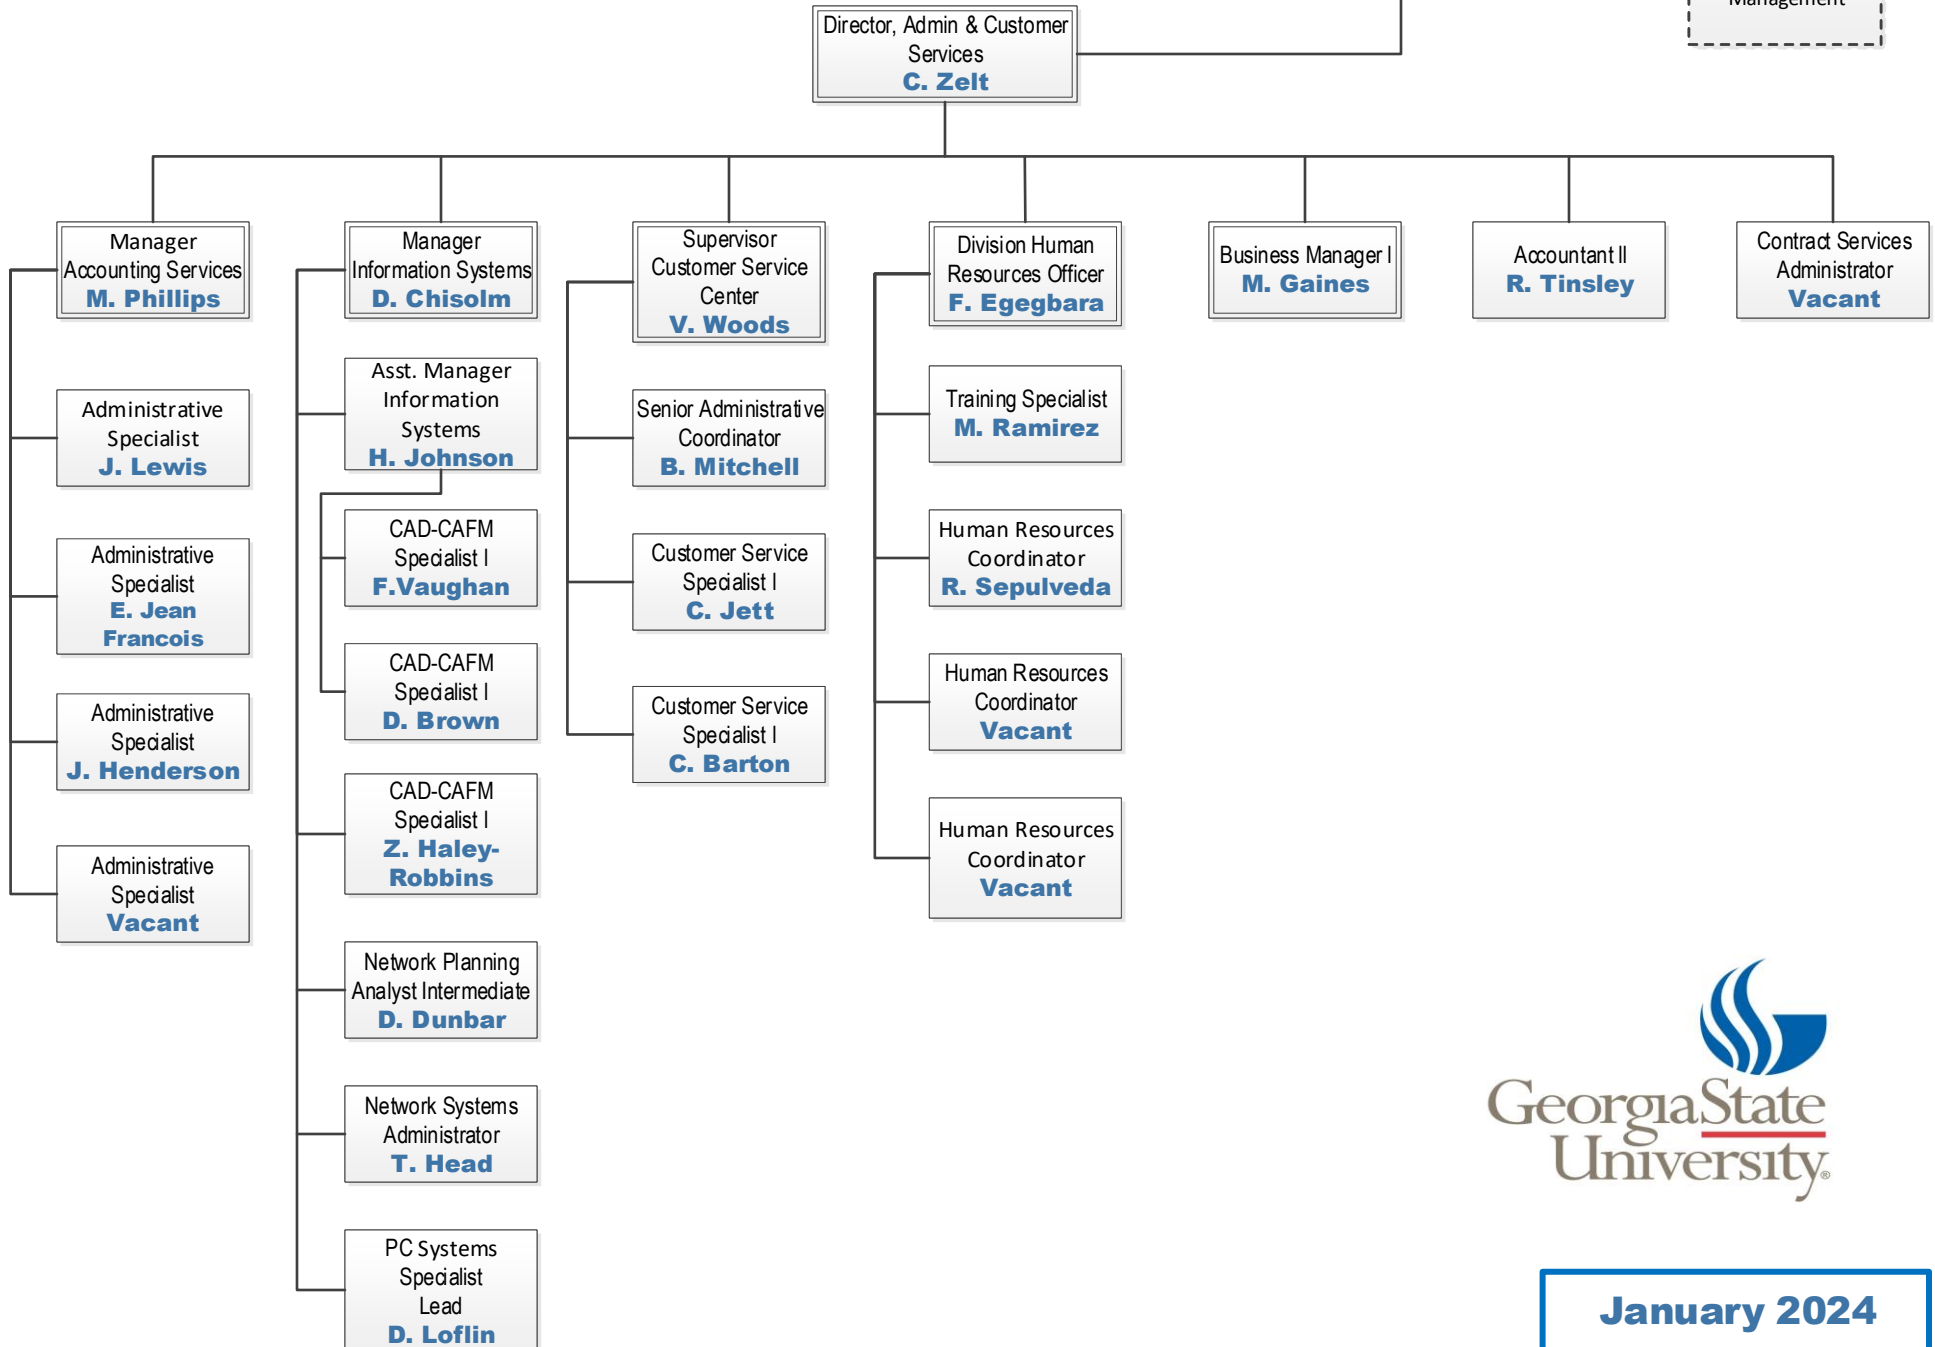 Management
Director, Admin & Customer
Services
C. Zelt
Manager
Accounting Services
M. Phillips
Manager
Information Systems
D. Chisolm
Supervisor
Customer Service
Center
V. Woods
Division Human
Resources Officer
F. Egegbara
Business Manager I
M. Gaines
Accountant II
R. Tinsley
Contract Services
Administrator
Vacant
Administrative
Specialist
J. Lewis
Administrative
Specialist
E. Jean
Francois
Administrative
Specialist
J. Henderson
Administrative
Specialist
Vacant
Asst. Manager
Information
Systems
H. Johnson
CAD-CAFM
Specialist I
F.Vaughan
CAD-CAFM
Specialist I
D. Brown
CAD-CAFM
Specialist I
Z. Haley-
Robbins
Network Planning
Analyst Intermediate
D. Dunbar
Network Systems
Administrator
T. Head
PC Systems
Specialist
Lead
D. Loflin
Senior Administrative
Coordinator
B. Mitchell
Customer Service
Specialist I
C. Jett
Customer Service
Specialist I
C. Barton
Training Specialist
M. Ramirez
Human Resources
Coordinator
R. Sepulveda
Human Resources
Coordinator
Vacant
Human Resources
Coordinator
Vacant
GeorgiaState
University®
January 2024